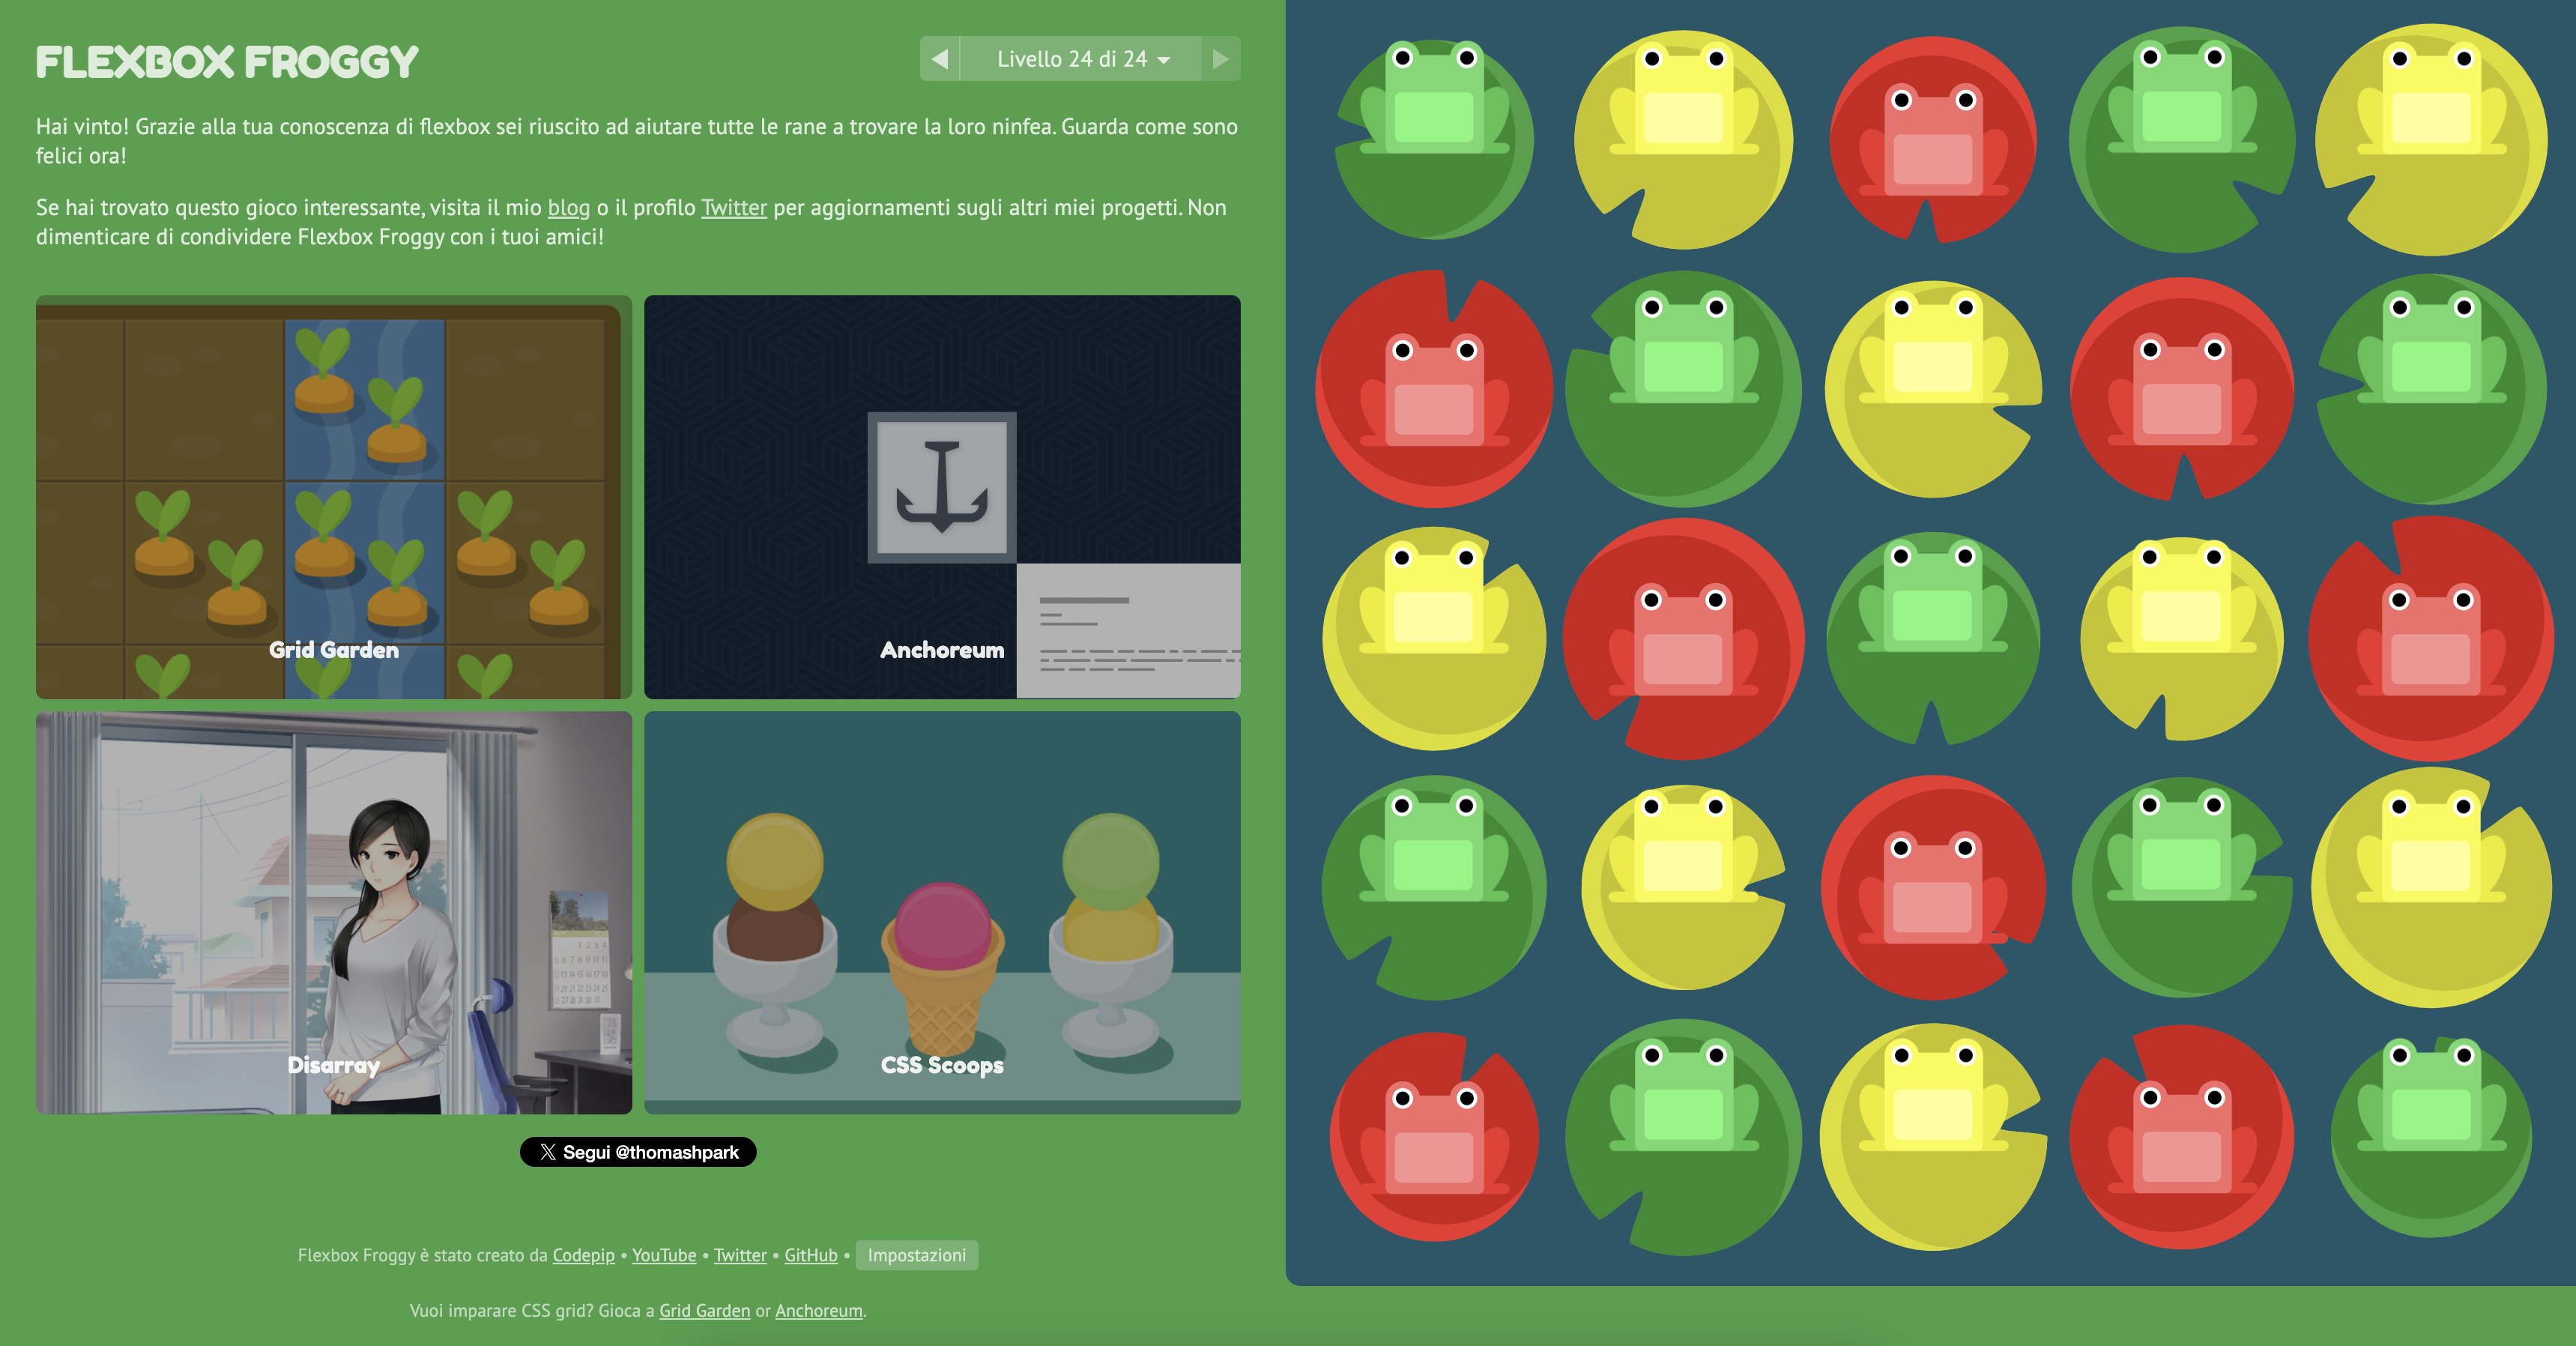 FLEXBOX FROGGY
Livello 24 di 24
Hai vinto! Grazie alla tua conoscenza di flexbox sei riuscito ad aiutare tutte le rane a trovare la loro ninfea. Guarda come sono
felici ora!
Se hai trovato questo gioco interessante, visita il mio blog o il profilo Twitter per aggiornamenti sugli altri miei progetti. Non
dimenticare di condividere Flexbox Froggy con i tuoi amici!
Grid Garden
Anchoreum
Disarray
CSS Scoops
X Segui @thomashpark
Flexbox Froggy è stato creato da Codepip • YouTube • Twitter • GitHub • Impostazioni
Vuoi imparare CSS grid? Gioca a Grid Garden or Anchoreum.